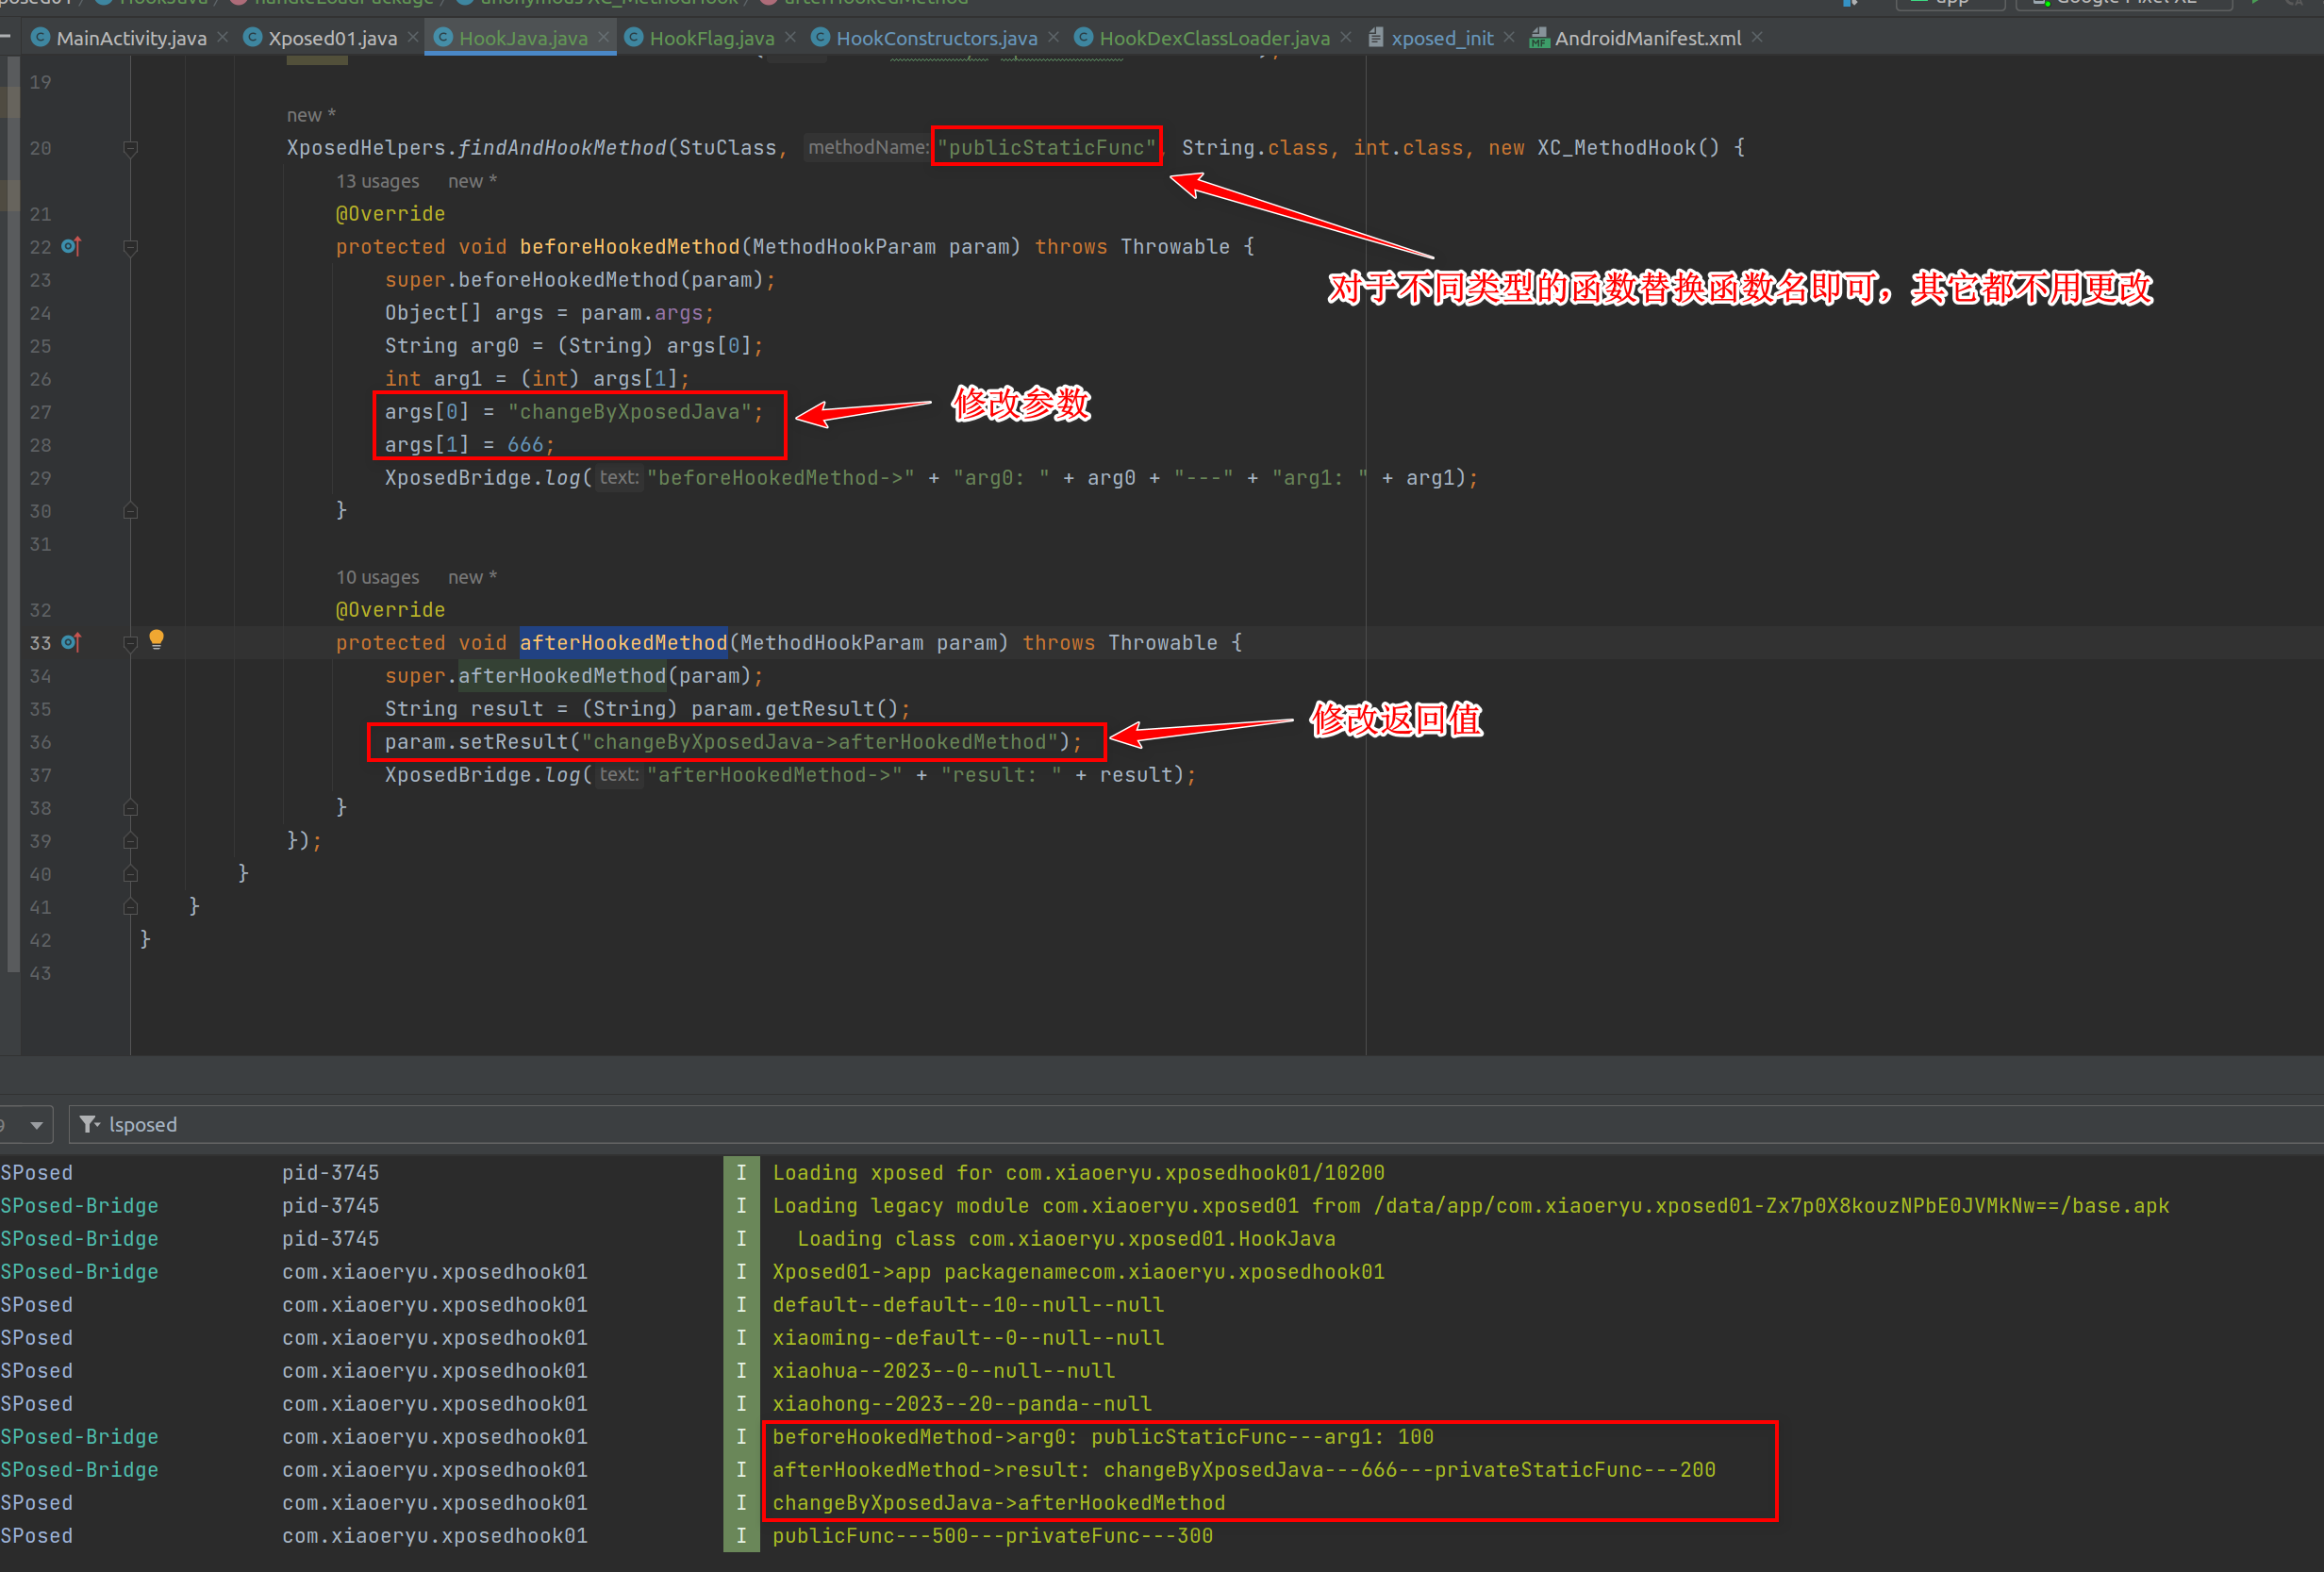 MainActivity.java Xposed01.java HookJava.java HookFlag.java HookConstructors.java HookDexClassLoader.java xposed_init AndroidManifest.xml
19
new *
20 XposedHelpers.findAndHookMethod(StuClass, methodName: "publicStaticFunc", String.class, int.class, new XC_MethodHook() {
13 usages new *
21 @Override
22 protected void beforeHookedMethod(MethodHookParam param) throws Throwable {
23 super.beforeHookedMethod(param);
对于不同类型的函数替换函数名即可，其它都不用更改
24 Object[] args = param.args;
25 String arg0 = (String) args[0];
26 int arg1 = (int) args[1];
27 args[0] = "changeByXposedJava";
修改参数
28 args[1] = 666;
29 XposedBridge.log( text: "beforeHookedMethod->" + "arg0: " + arg0 + "---" + "arg1: " + arg1);
30 }
31
10 usages new *
32 @Override
33 protected void afterHookedMethod(MethodHookParam param) throws Throwable {
34 super.afterHookedMethod(param);
35 String result = (String) param.getResult();
修改返回值
36 param.setResult("changeByXposedJava->afterHookedMethod");
37 XposedBridge.log( text: "afterHookedMethod->" + "result: " + result);
38 }
39 });
40 }
41 }
42 }
43
lsposed
SPosed pid-3745 I Loading xposed for com.xiaoeryu.xposedhook01/10200
SPosed-Bridge pid-3745 I Loading legacy module com.xiaoeryu.xposed01 from /data/app/com.xiaoeryu.xposed01-Zx7p0X8kouzNPbE0JVMkNw==/base.apk
SPosed-Bridge pid-3745 I Loading class com.xiaoeryu.xposed01.HookJava
SPosed-Bridge com.xiaoeryu.xposedhook01 I Xposed01->app packagenamecom.xiaoeryu.xposedhook01
SPosed com.xiaoeryu.xposedhook01 I default--default--10--null--null
SPosed com.xiaoeryu.xposedhook01 I xiaoming--default--0--null--null
SPosed com.xiaoeryu.xposedhook01 I xiaohua--2023--0--null--null
SPosed com.xiaoeryu.xposedhook01 I xiaohong--2023--20--panda--null
SPosed-Bridge com.xiaoeryu.xposedhook01 I beforeHookedMethod->arg0: publicStaticFunc---arg1: 100
SPosed-Bridge com.xiaoeryu.xposedhook01 I afterHookedMethod->result: changeByXposedJava---666---privateStaticFunc---200
SPosed com.xiaoeryu.xposedhook01 I changeByXposedJava->afterHookedMethod
SPosed com.xiaoeryu.xposedhook01 I publicFunc---500---privateFunc---300